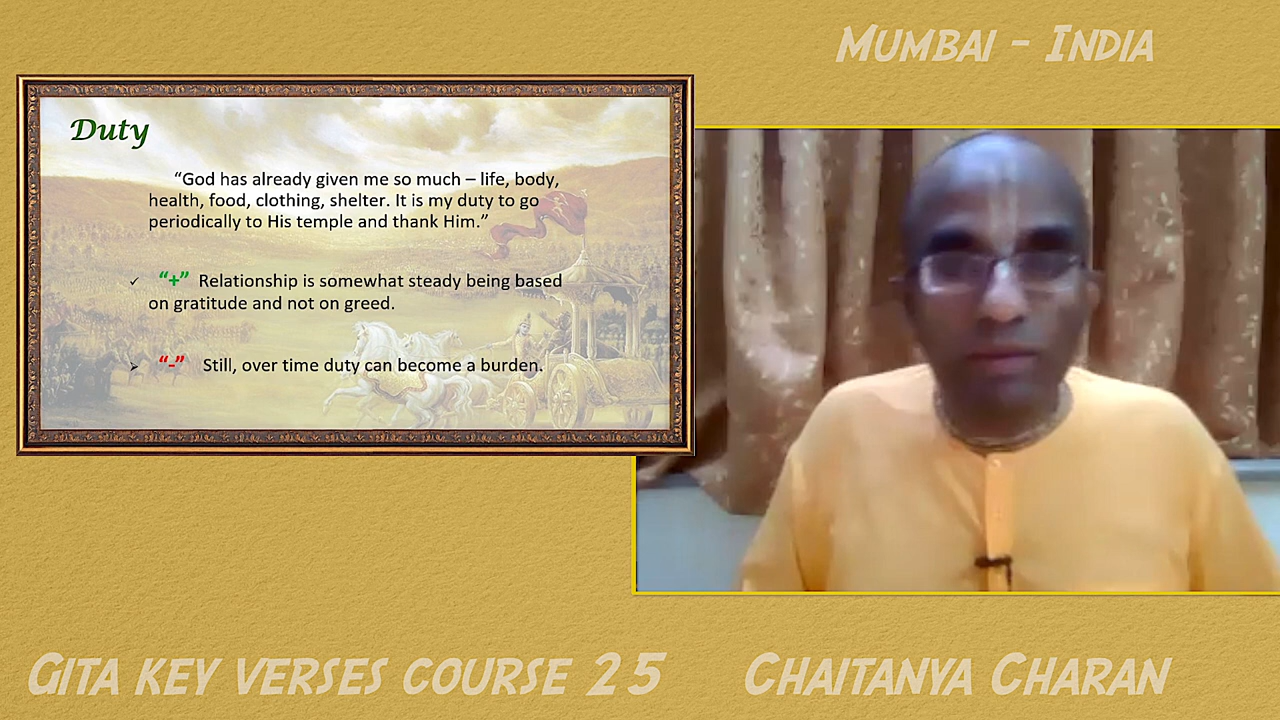 MUMBAI - INDIA
Duty
“God has already given me so much – life, body,
health, food, clothing, shelter. It is my duty to go
periodically to His temple and thank Him.”
✓ “+” Relationship is somewhat steady being based
on gratitude and not on greed.
➢ “-” Still, over time duty can become a burden.
GITA KEY VERSES COURSE 25
CHAITANYA CHARAN